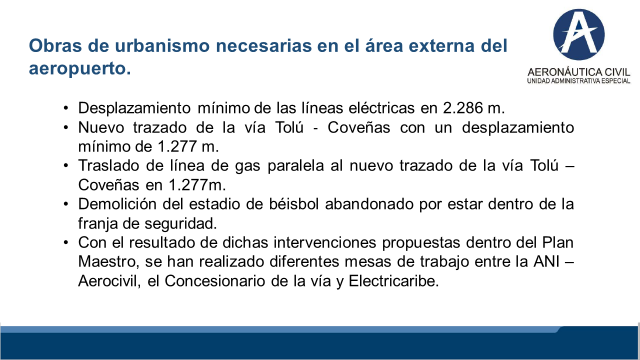 Obras de urbanismo necesarias en el área externa del
aeropuerto.
AERONÁUTICA CIVIL
UNIDAD ADMINISTRATIVA ESPECIAL
• Desplazamiento mínimo de las líneas eléctricas en 2.286 m.
• Nuevo trazado de la vía Tolú - Coveñas con un desplazamiento
mínimo de 1.277 m.
• Traslado de línea de gas paralela al nuevo trazado de la vía Tolú –
Coveñas en 1.277m.
• Demolición del estadio de béisbol abandonado por estar dentro de la
franja de seguridad.
• Con el resultado de dichas intervenciones propuestas dentro del Plan
Maestro, se han realizado diferentes mesas de trabajo entre la ANI –
Aerocivil, el Concesionario de la vía y Electricaribe.